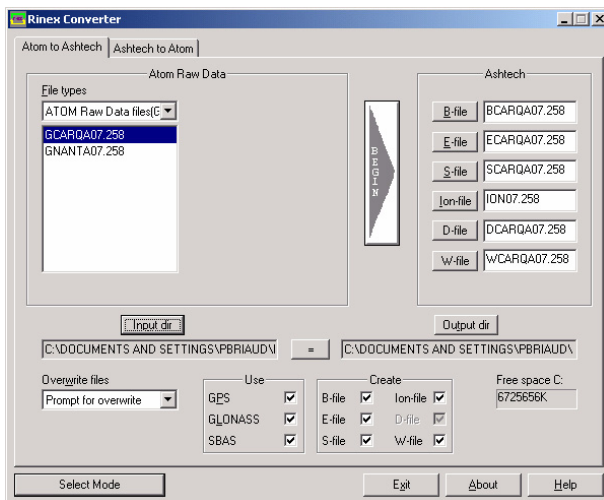 Rinex Converter
Atom to Ashtech
Ashtech to Atom
Atom Raw Data
File types
ATOM Raw Data files(G
GCARQA07.258
GNANTA07.258
BEGIN
Ashtech
B-file BCARQA07.258
E-file ECARQA07.258
S-file SCARQA07.258
Ion-file ION07.258
D-file DCARQA07.258
W-file WCARQA07.258
Input dir
Output dir
C:\DOCUMENTS AND SETTINGS\PBRIAUD\I
=
C:\DOCUMENTS AND SETTINGS\PBRIAUD\
Overwrite files
Prompt for overwrite
Use
GPS
GLONASS
SBAS
Create
B-file Ion-file
E-file D-file
S-file W-file
Free space C:
6725656K
Select Mode
Exit
About
Help